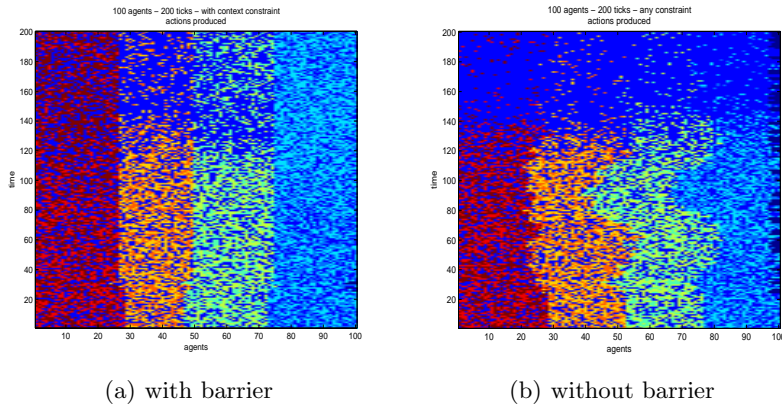 100 agents – 200 ticks – with context constraint
actions produced
200
180
160
140
120
100
80
60
40
20
time
10 20 30 40 50 60 70 80 90 100
agents
(a) with barrier
100 agents – 200 ticks – any constraint
actions produced
200
180
160
140
120
100
80
60
40
20
time
10 20 30 40 50 60 70 80 90 100
agents
(b) without barrier